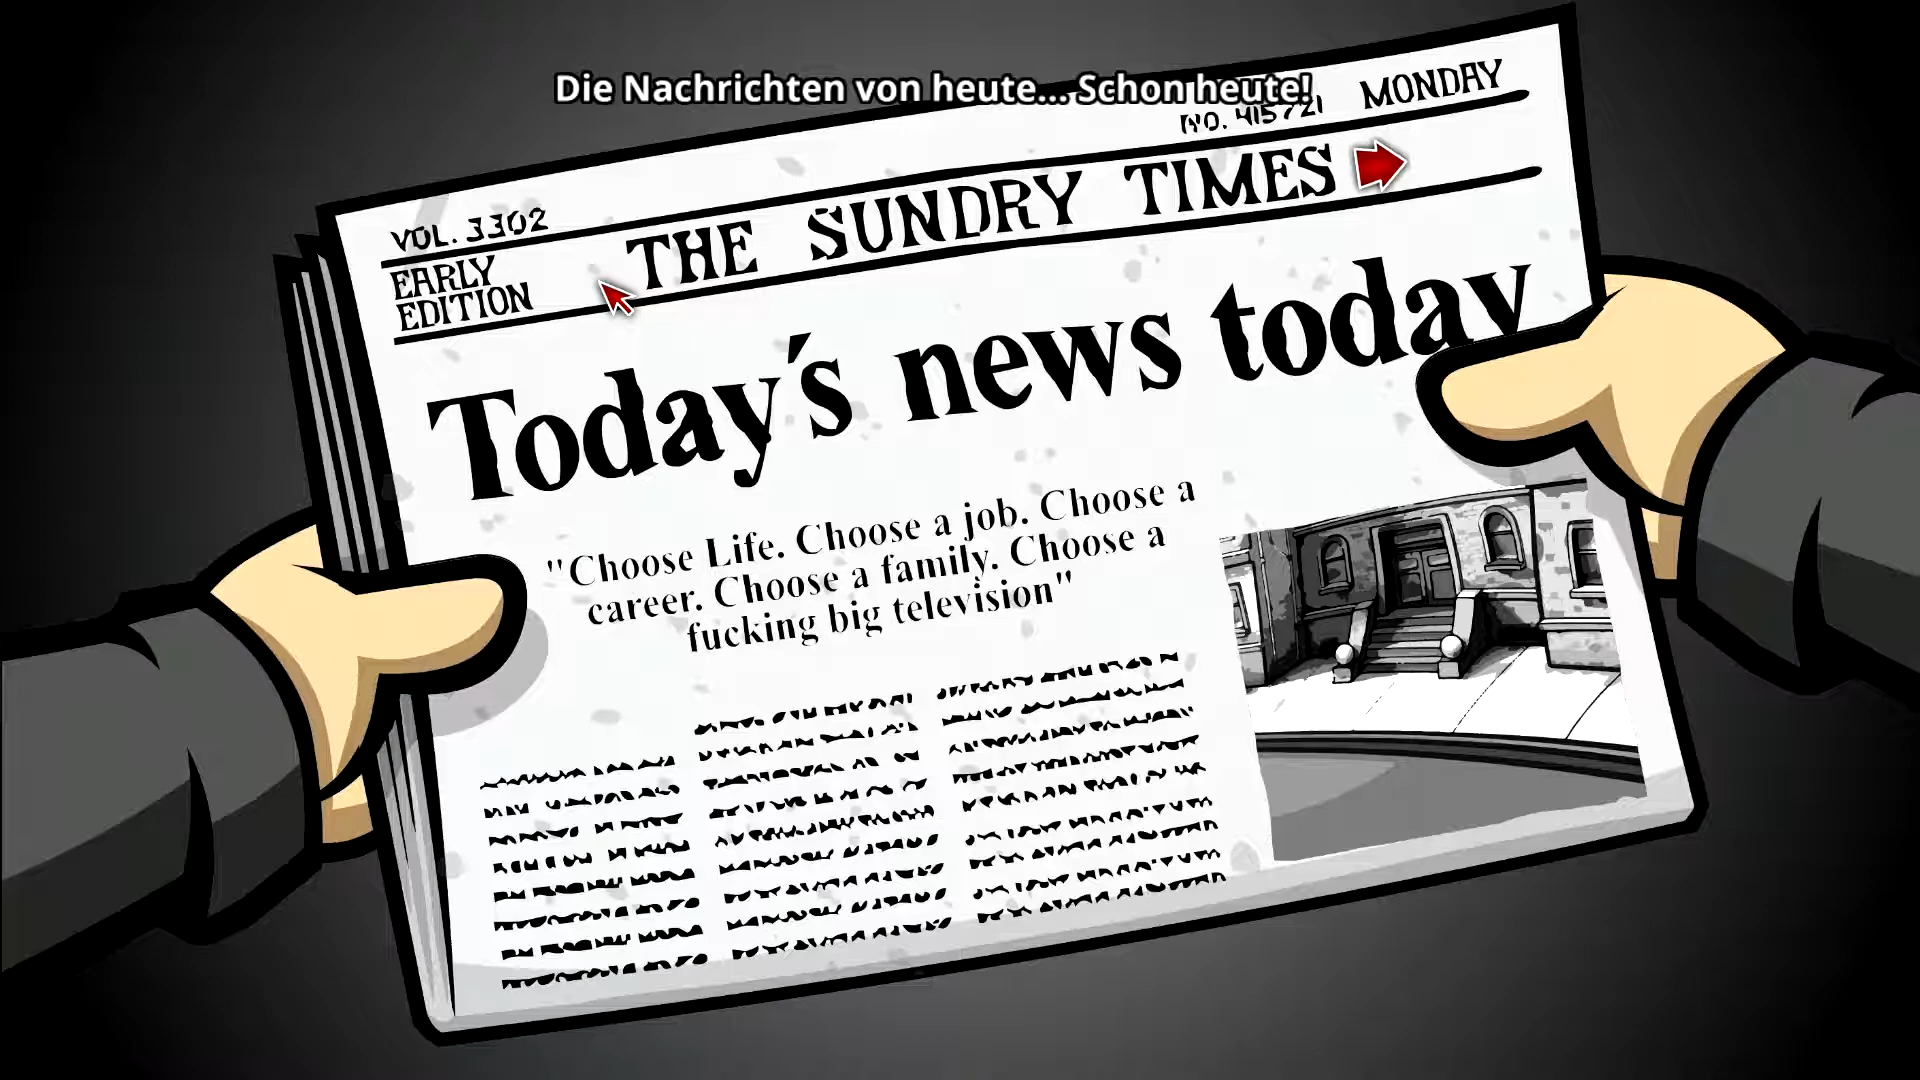 Die Nachrichten von heute... Schon heute!
NO. 415721 MONDAY
VOL. 3302
THE SUNDRY TIMES
EARLY
EDITION
Today's news today
"Choose Life. Choose a job. Choose a
career. Choose a family. Choose a
fucking big television"